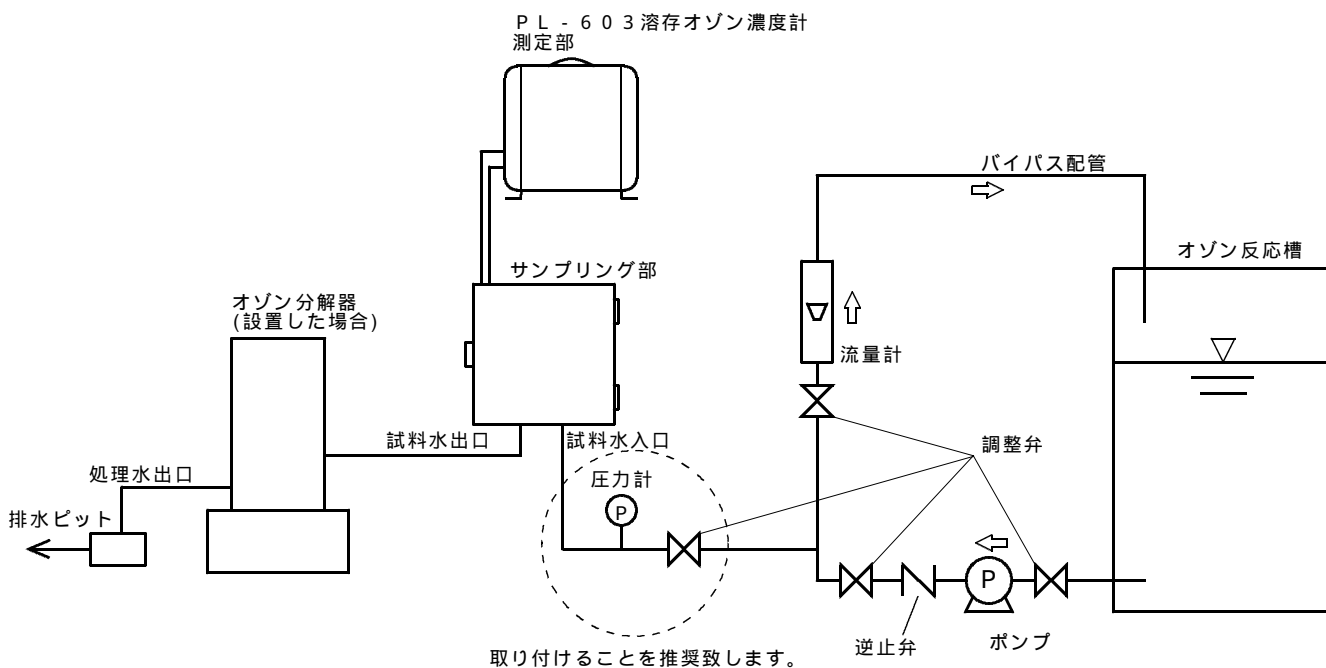 ＰＬ-６０３溶存オゾン濃度計
測定部
バイパス配管
オゾン反応槽
サンプリング部
オゾン分解器
(設置した場合)
流量計
試料水出口
試料水入口
調整弁
処理水出口
圧力計
排水ピット
P
P
逆止弁
ポンプ
取り付けることを推奨致します。